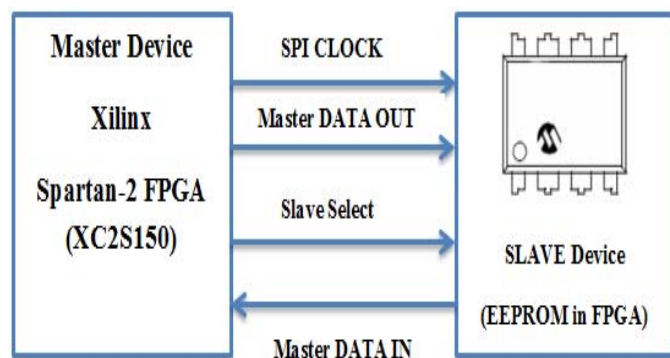 Master Device
Xilinx
Spartan-2 FPGA
(XC2S150)
SPI CLOCK
Master DATA OUT
Slave Select
Master DATA IN
SLAVE Device
(EEPROM in FPGA)